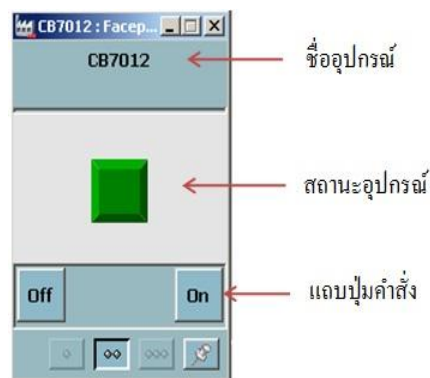 CB7012 : Facep...
CB7012
ชื่ออุปกรณ์
สถานะอุปกรณ์
Off
On
แถบปุ่มคำสั่ง